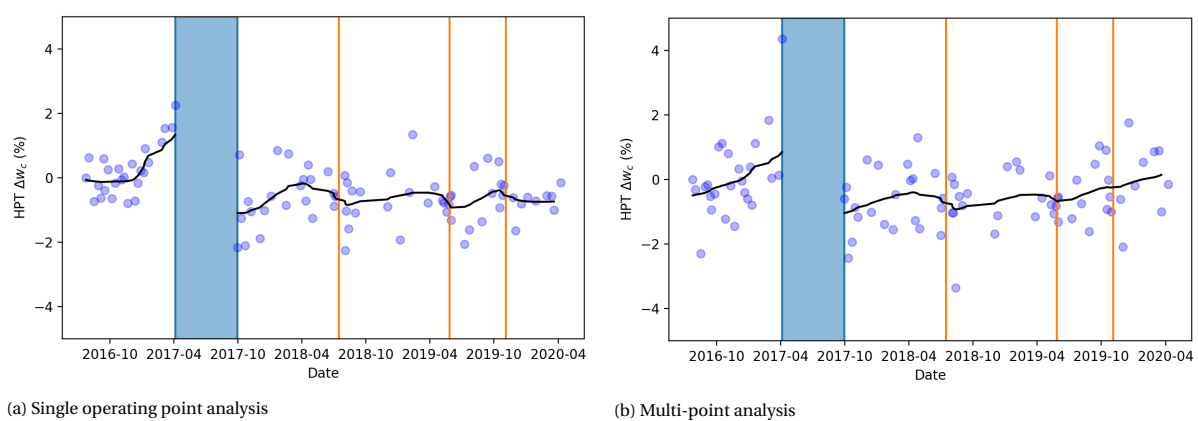 HPT Δw_c (%)
4
2
0
−2
−4
2016-10 2017-04 2017-10 2018-04 2018-10 2019-04 2019-10 2020-04
Date
(a) Single operating point analysis
HPT Δw_c (%)
4
2
0
−2
−4
2016-10 2017-04 2017-10 2018-04 2018-10 2019-04 2019-10 2020-04
Date
(b) Multi-point analysis